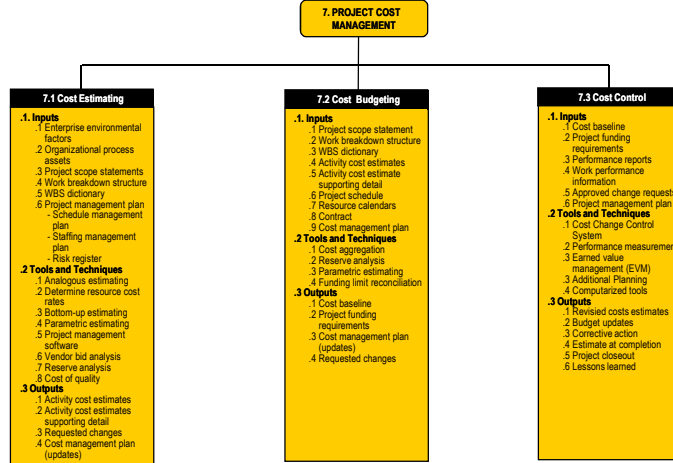 7. PROJECT COST
MANAGEMENT
7.1 Cost Estimating
.1. Inputs
.1 Enterprise environmental
factors
.2 Organizational process
assets
.3 Project scope statements
.4 Work breakdown structure
.5 WBS dictionary
.6 Project management plan
- Schedule management
plan
- Staffing management
plan
- Risk register
.2 Tools and Techniques
.1 Analogous estimating
.2 Determine resource cost
rates
.3 Bottom-up estimating
.4 Parametric estimating
.5 Project management
software
.6 Vendor bid analysis
.7 Reserve analysis
.8 Cost of quality
.3 Outputs
.1 Activity cost estimates
.2 Activity cost estimates
supporting detail
.3 Requested changes
.4 Cost management plan
(updates)
7.2 Cost Budgeting
.1. Inputs
.1 Project scope statement
.2 Work breakdown structure
.3 WBS dictionary
.4 Activity cost estimates
.5 Activity cost estimate
supporting detail
.6 Project schedule
.7 Resource calendars
.8 Contract
.9 Cost management plan
.2 Tools and Techniques
.1 Cost aggregation
.2 Reserve analysis
.3 Parametric estimating
.4 Funding limit reconciliation
.3 Outputs
.1 Cost baseline
.2 Project funding
requirements
.3 Cost management plan
(updates)
.4 Requested changes
7.3 Cost Control
.1. Inputs
.1 Cost baseline
.2 Project funding
requirements
.3 Performance reports
.4 Work performance
information
.5 Approved change requests
.6 Project management plan
.2 Tools and Techniques
.1 Cost Change Control
System
.2 Performance measuremen
.3 Earned value
management (EVM)
.3 Additional Planning
.4 Computarized tools
.3 Outputs
.1 Revisied costs estimates
.2 Budget updates
.3 Corrective action
.4 Estimate at completion
.5 Project closeout
.6 Lessons learned